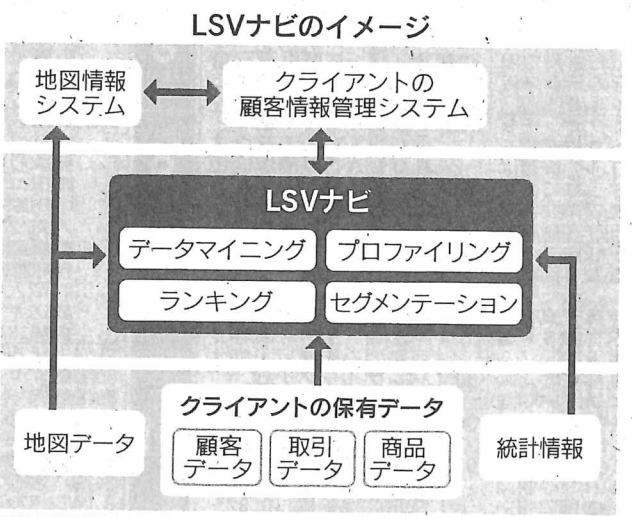 LSVナビのイメージ
地図情報
システム
クライアントの
顧客情報管理システム
LSVナビ
データマイニング
プロファイリング
ランキング
セグメンテーション
クライアントの保有データ
地図データ
顧客
データ
取引
データ
商品
データ
統計情報